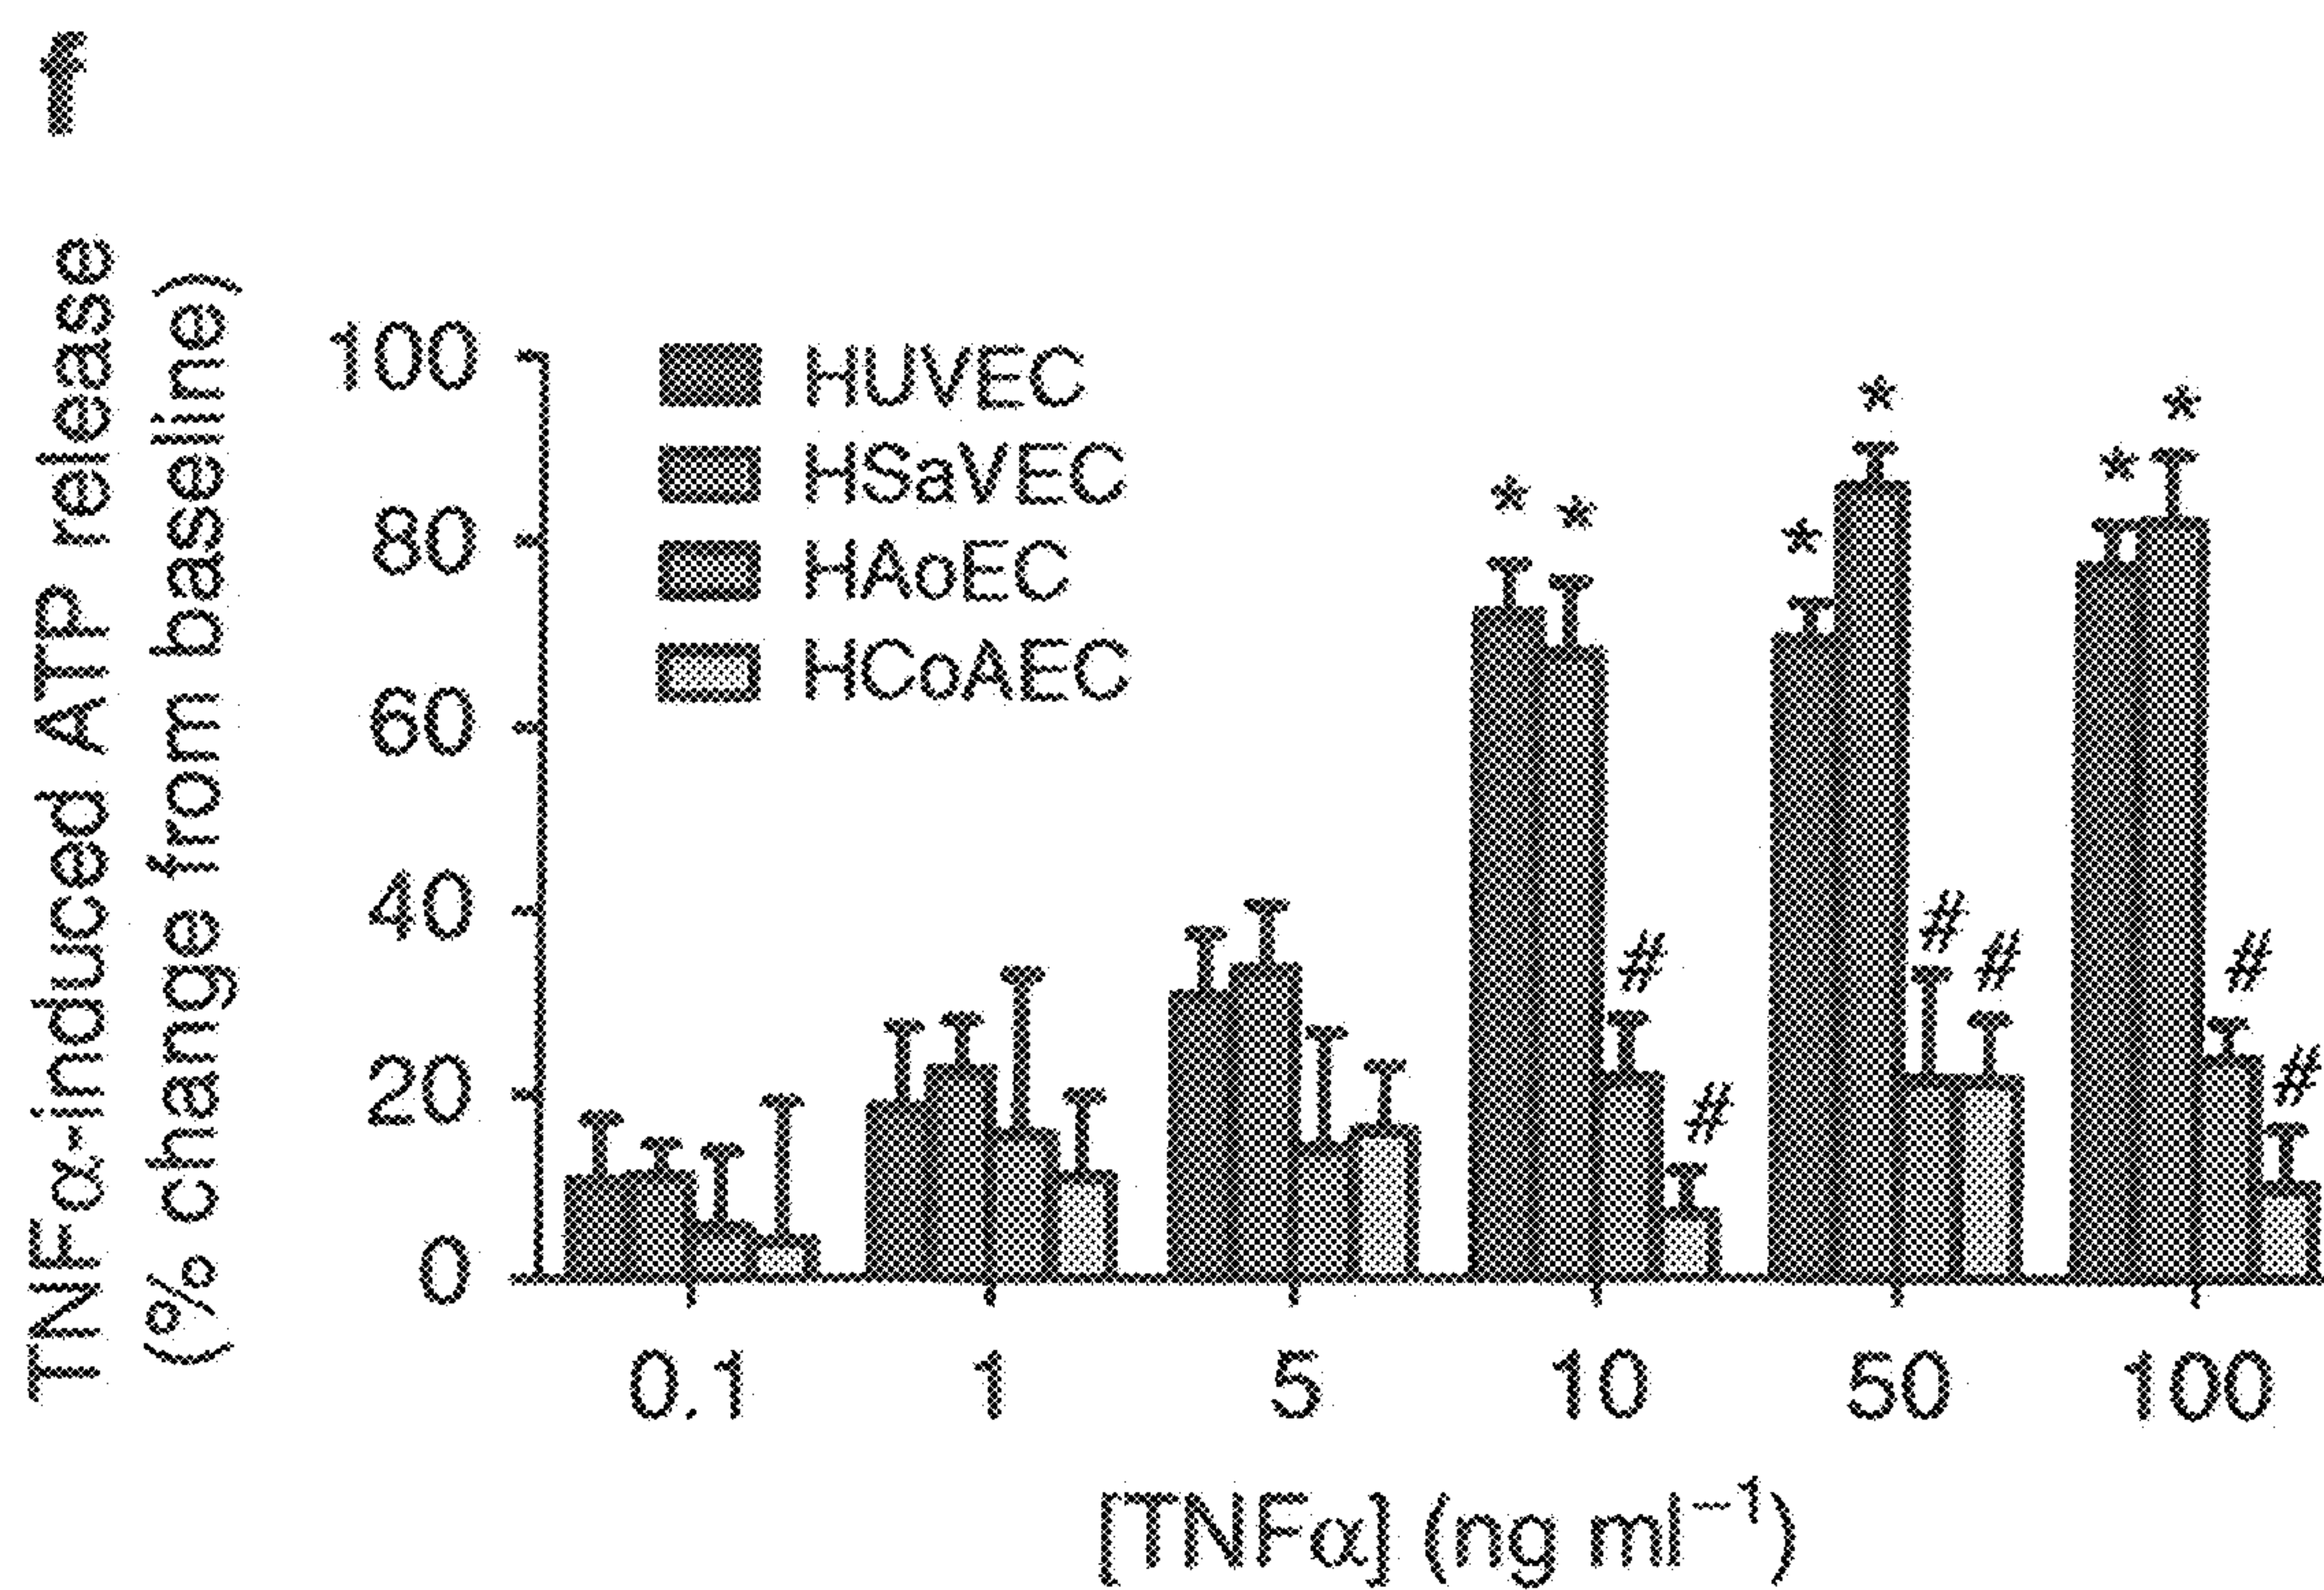 f
TNFα-induced ATP release
(% change from baseline)
100
80
60
40
20
0
HUVEC
HSaVEC
HAoEC
HCoAEC
* * * * * *
# # # # # #
0.1 1 5 10 50 100
[TNFα] (ng ml⁻¹)